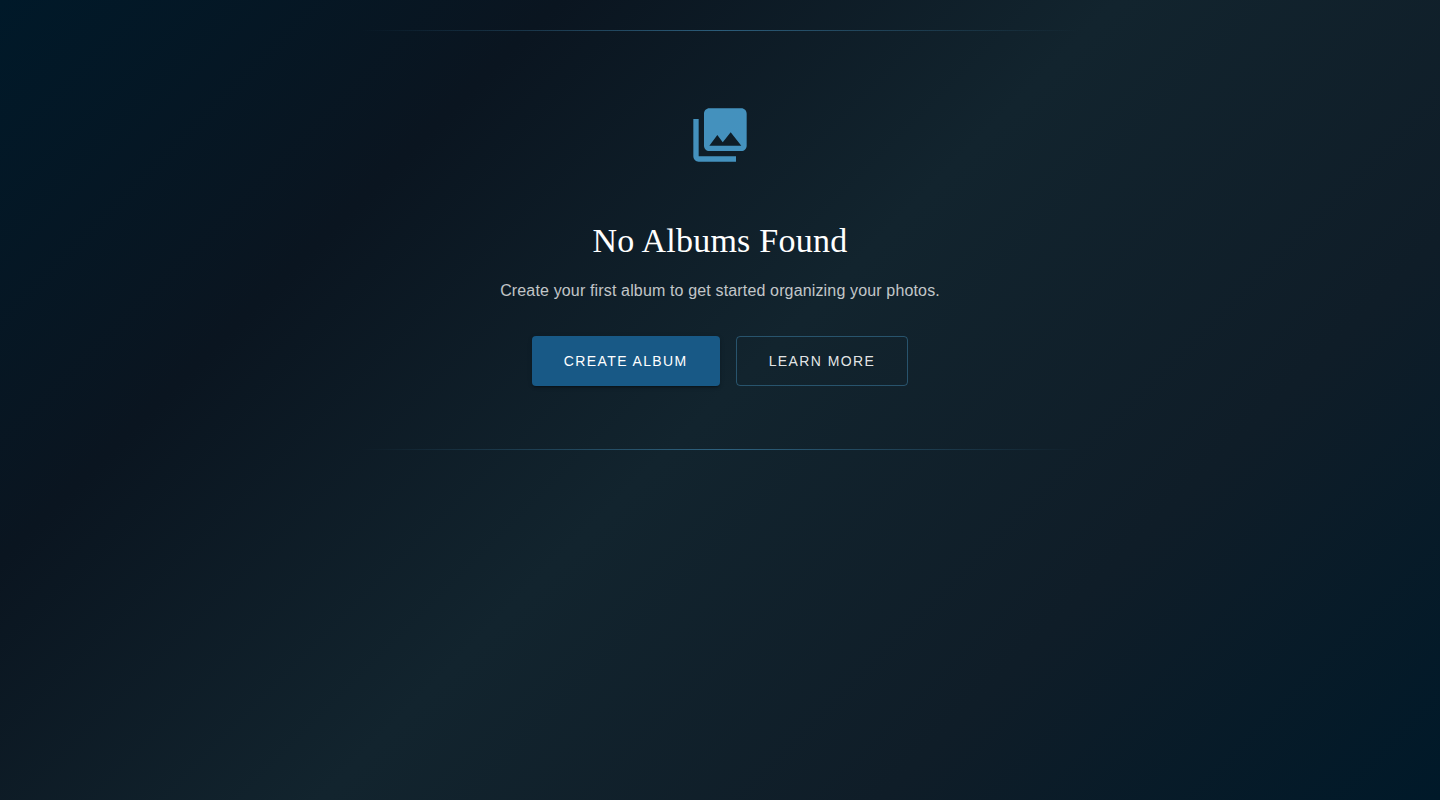 No Albums Found
Create your first album to get started organizing your photos.
CREATE ALBUM
LEARN MORE